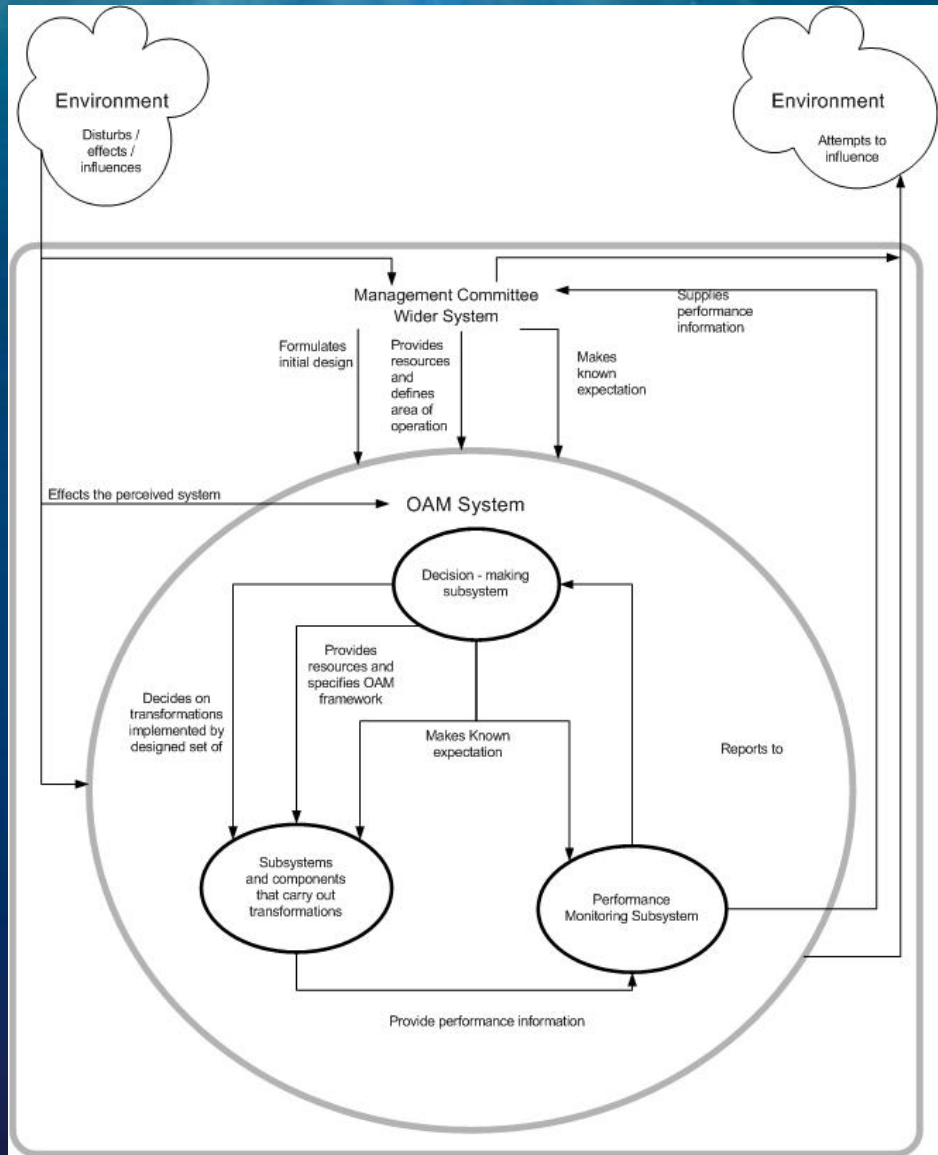 Environment
Disturbs /
effects /
influences
Environment
Attempts to
influence
Management Committee
Wider System
Supplies
performance
information
Formulates
initial design
Provides
resources
and
defines
area of
operation
Makes
known
expectation
Effects the perceived system
OAM System
Decision - making
subsystem
Provides
resources and
specifies OAM
framework
Decides on
transformations
implemented by
designed set of
Makes Known
expectation
Reports to
Subsystems
and components
that carry out
transformations
Performance
Monitoring Subsystem
Provide performance information